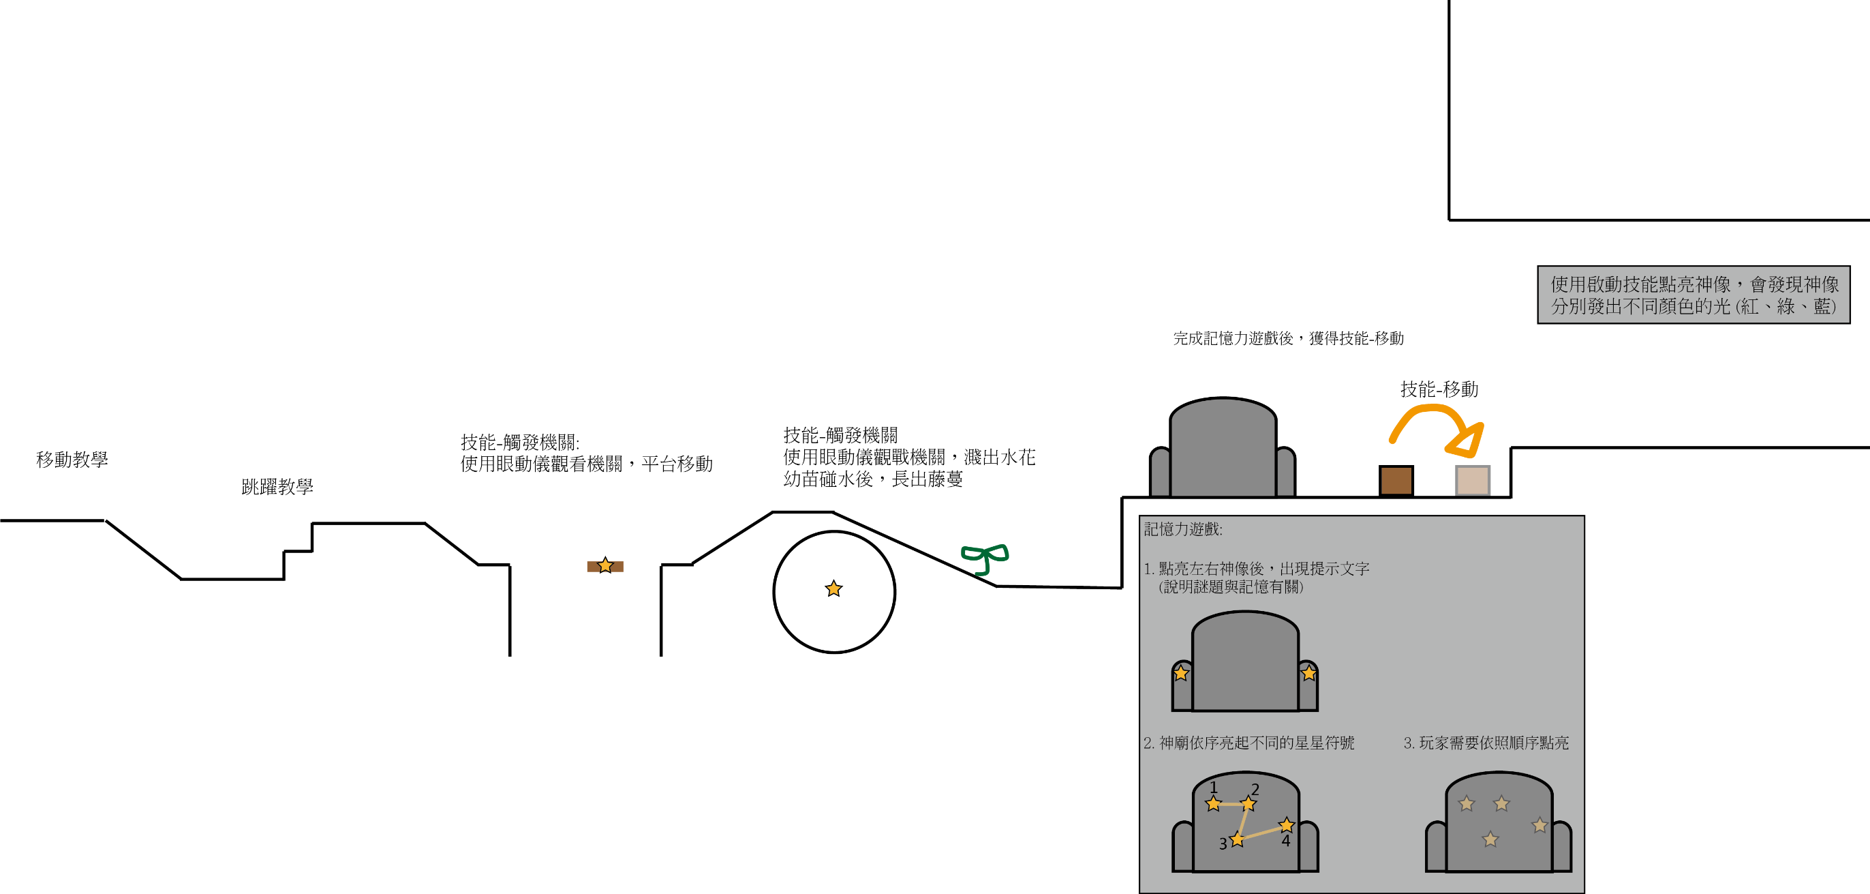 移動教學
跳躍教學
技能-觸發機關:
使用眼動儀觀看機關，平台移動
技能-觸發機關
使用眼動儀觀戰機關，濺出水花
幼苗碰水後，長出藤蔓
完成記憶力遊戲後，獲得技能-移動
技能-移動
使用啟動技能點亮神像，會發現神像
分別發出不同顏色的光 (紅、綠、藍)
記憶力遊戲:
1. 點亮左右神像後，出現提示文字
(說明謎題與記憶有關)
2. 神廟依序亮起不同的星星符號
3. 玩家需要依照順序點亮
1
2
3
4